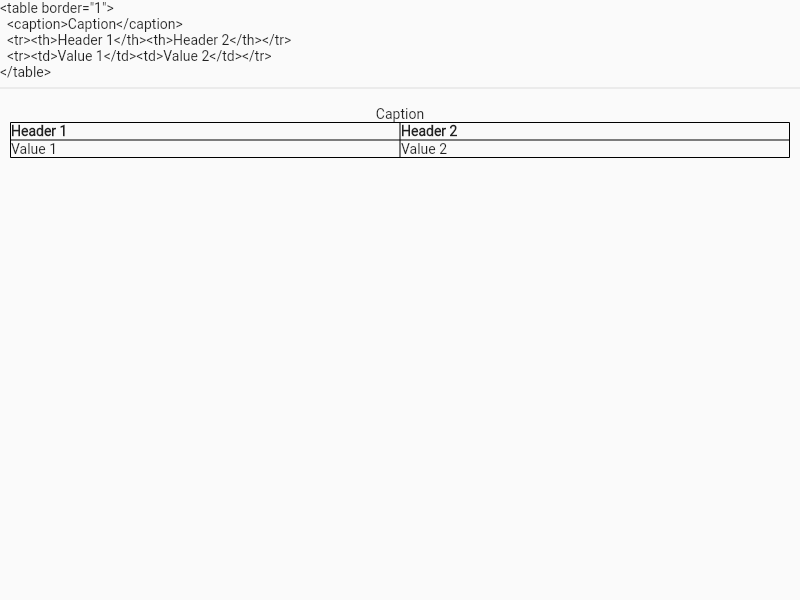 <table border="1">
  <caption>Caption</caption>
  <tr><th>Header 1</th><th>Header 2</th></tr>
  <tr><td>Value 1</td><td>Value 2</td></tr>
</table>
Caption
Header 1 Header 2
Value 1 Value 2